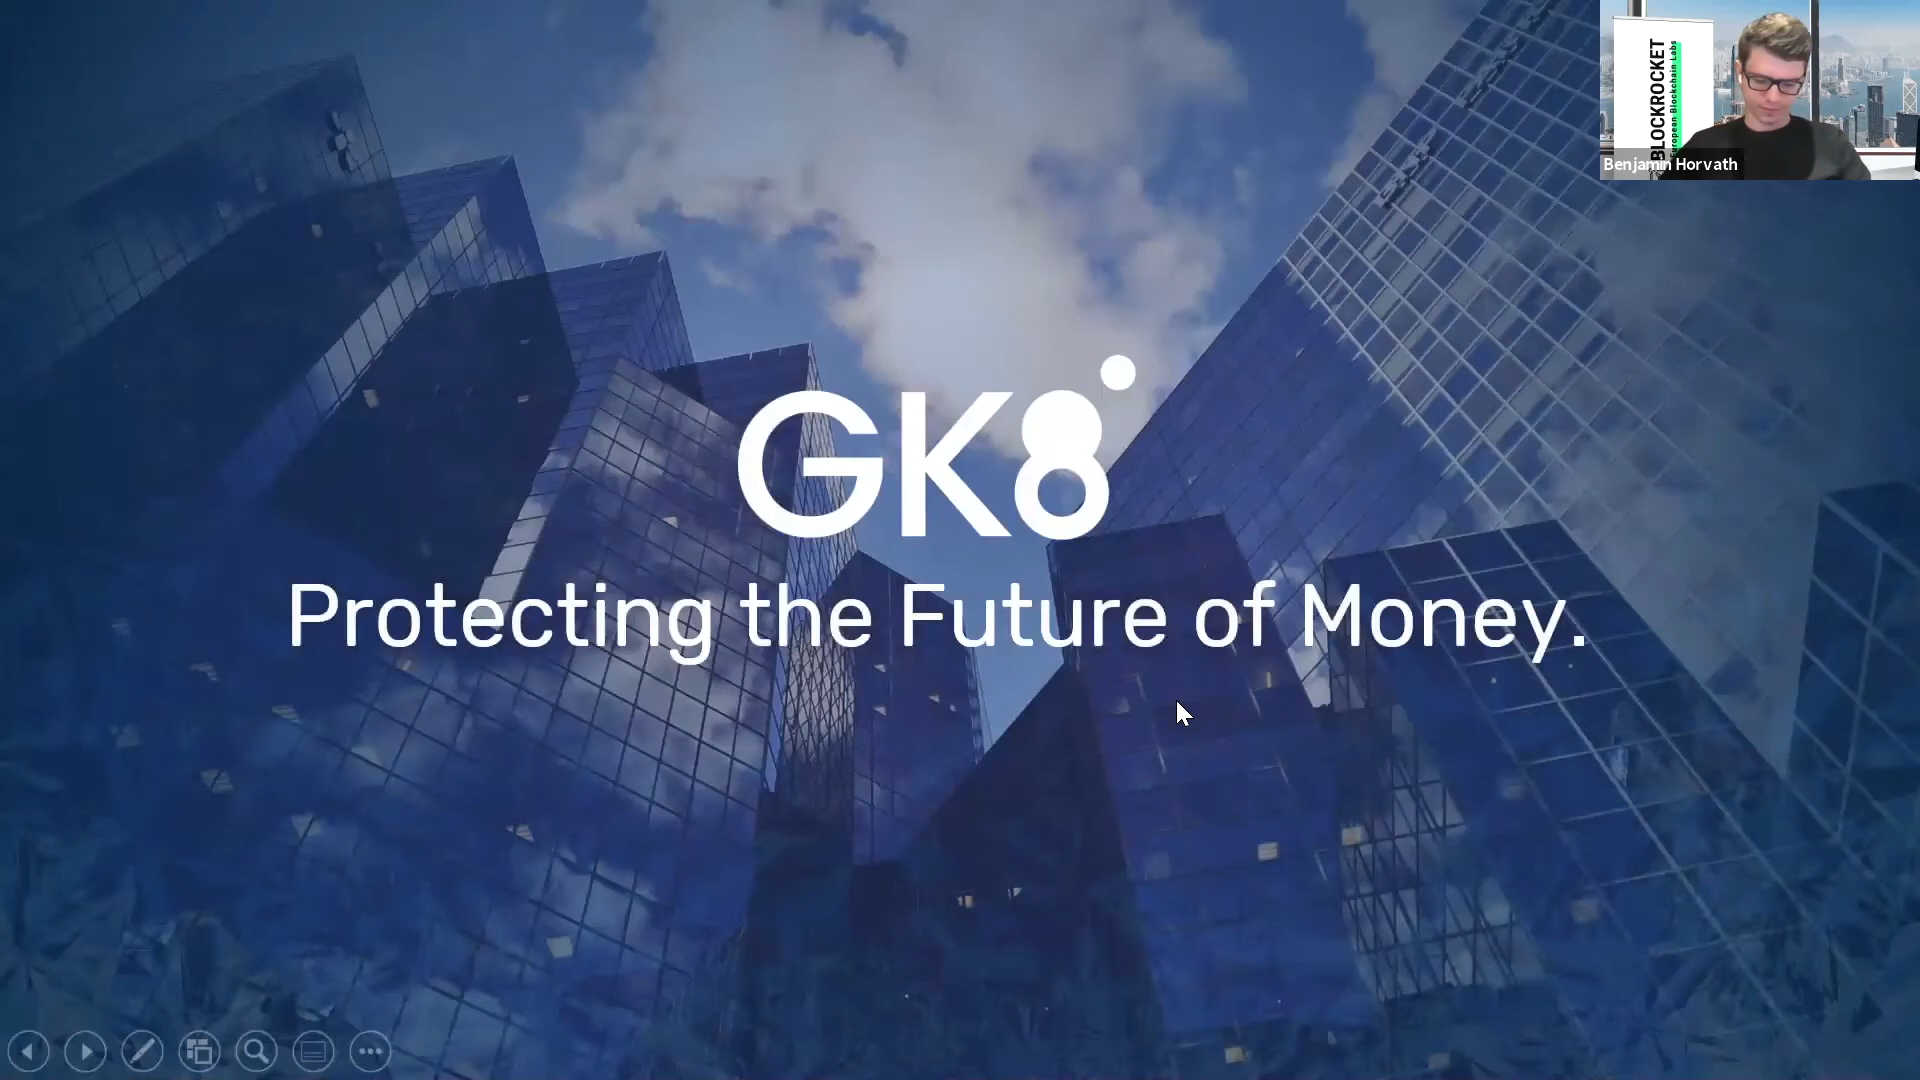 GK8
Protecting the Future of Money.
BLOCKROCKET
European Blockchain Labs
Benjamin Horvath